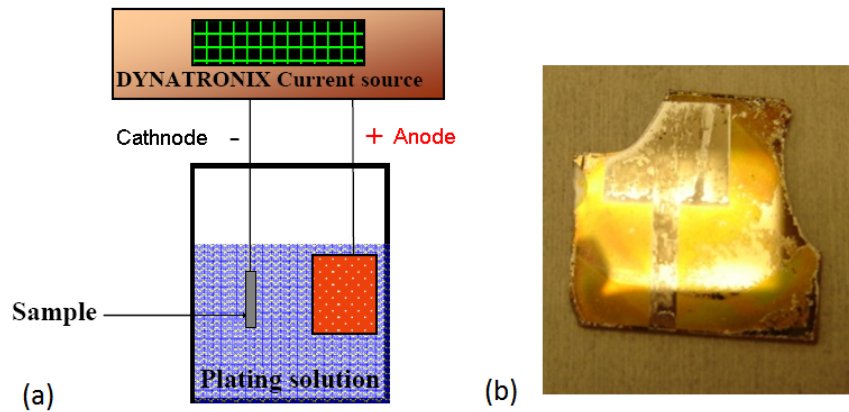 DYNATRONIX Current source
Cathnode - + Anode
Sample
Plating solution
(a) (b)